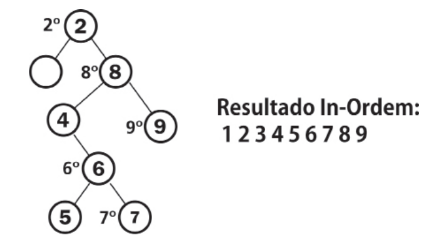 2º 2
8º 8
4
9º 9
6º 6
5
7º 7
Resultado In-Ordem:
1 2 3 4 5 6 7 8 9